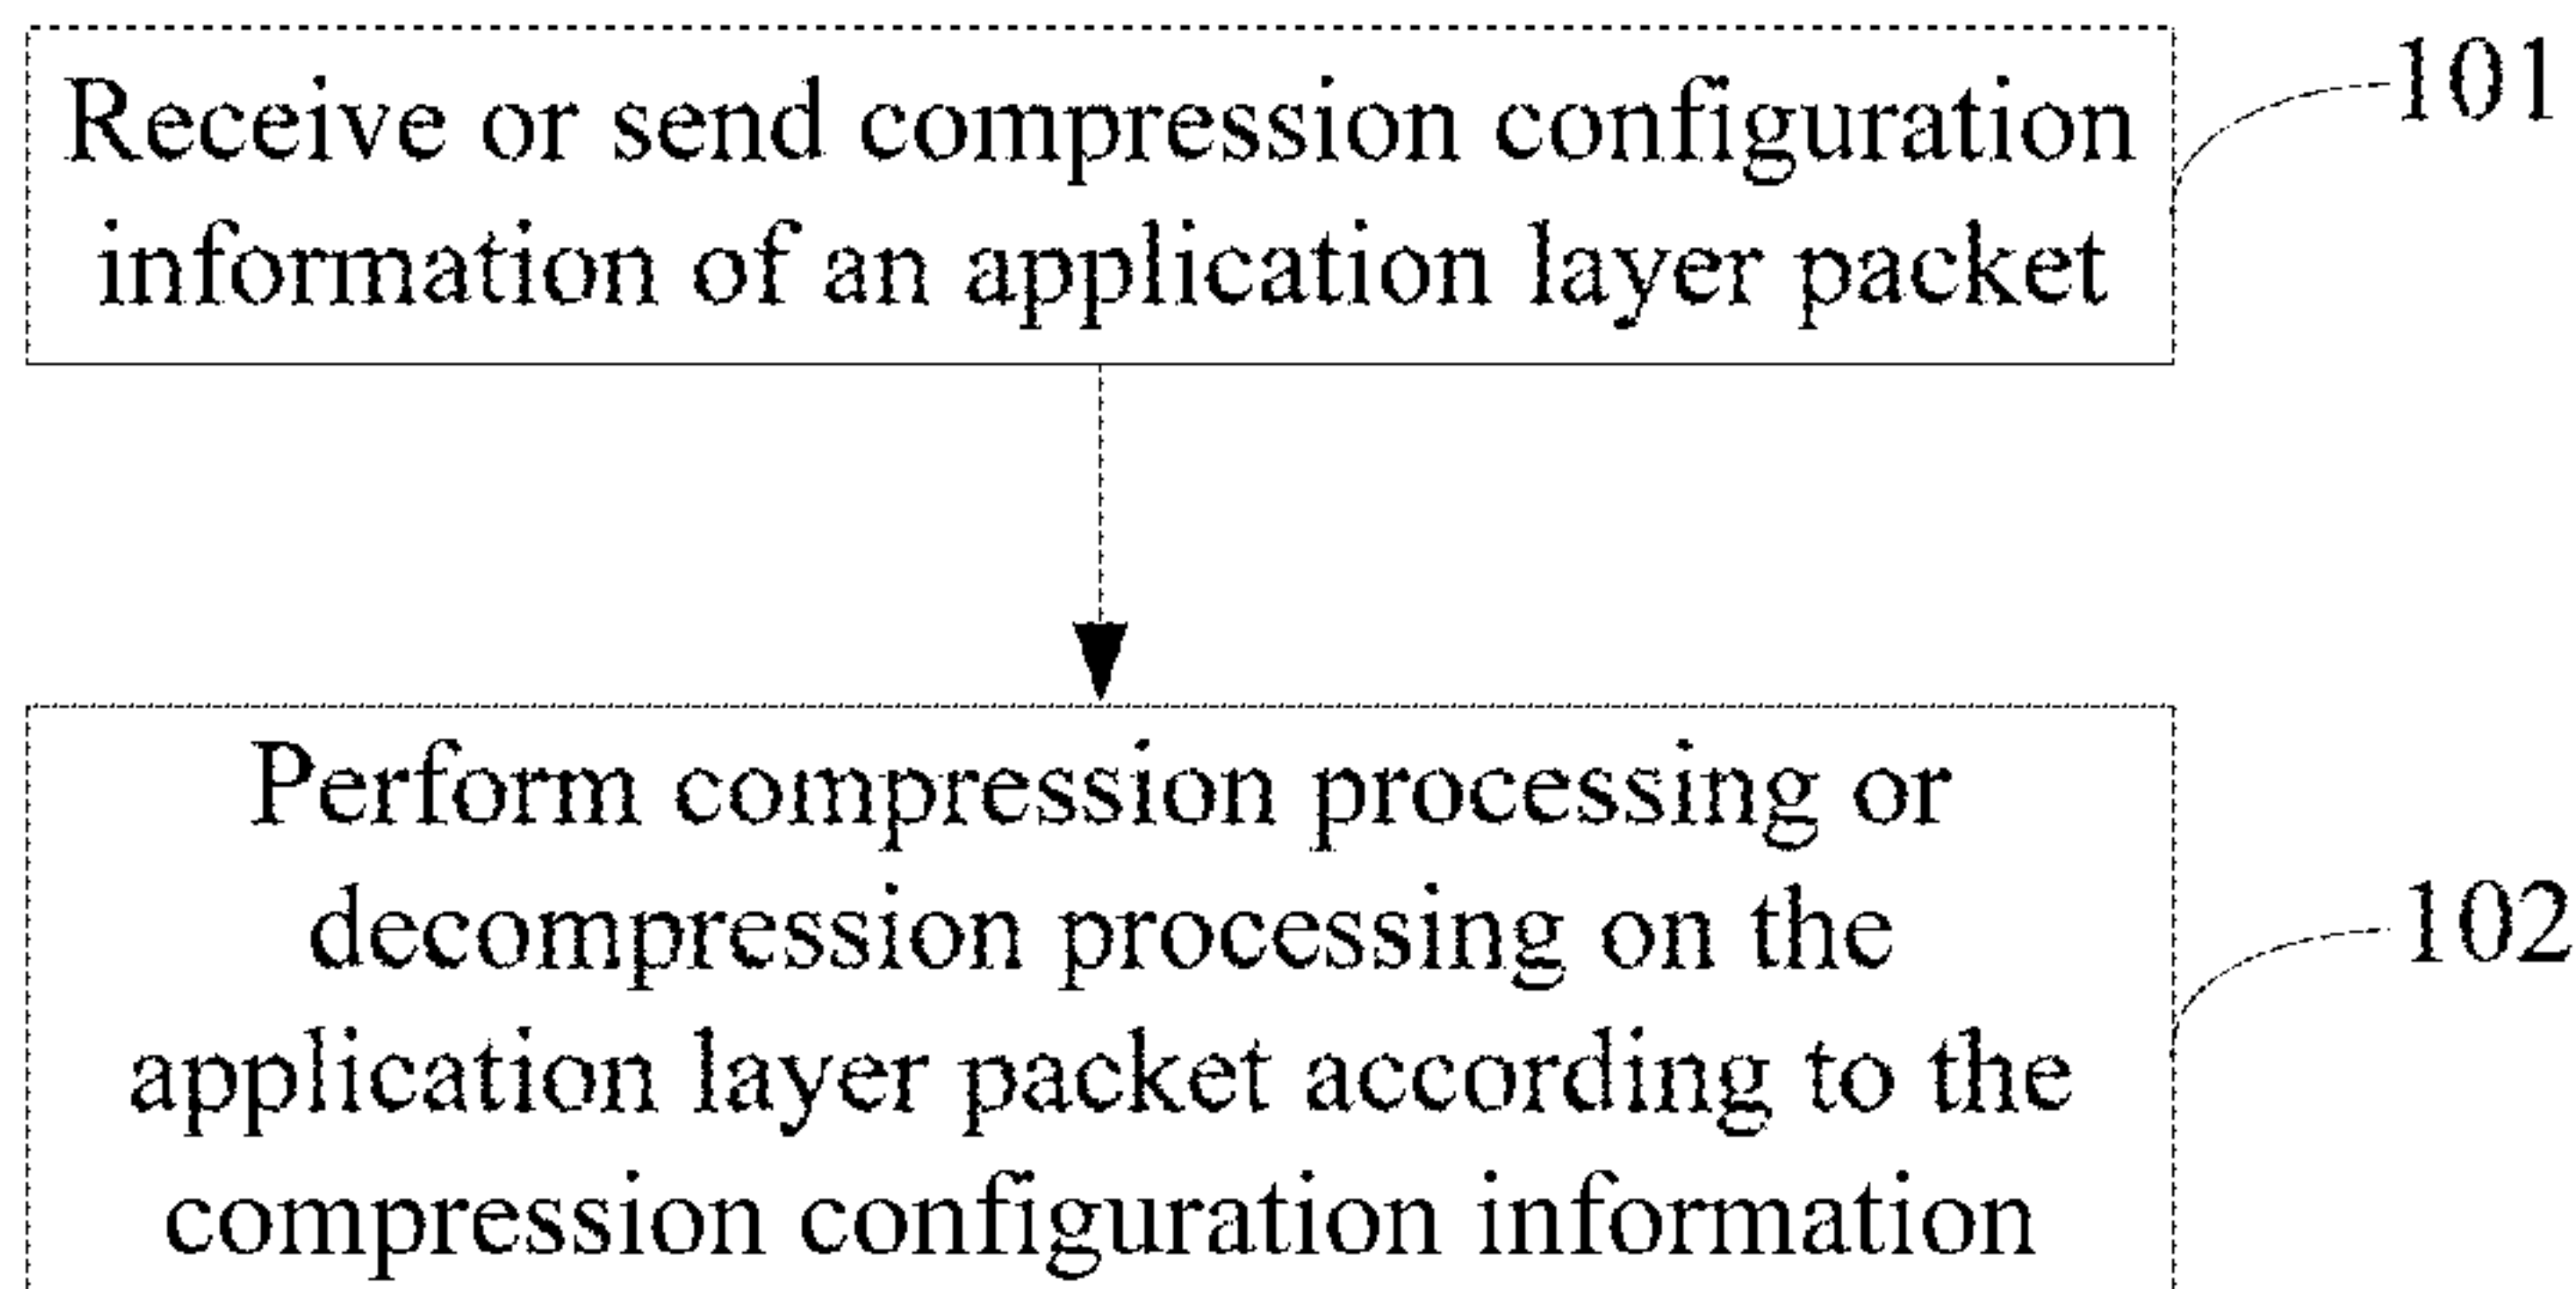 Receive or send compression configuration
information of an application layer packet
101
Perform compression processing or
decompression processing on the
application layer packet according to the
compression configuration information
102